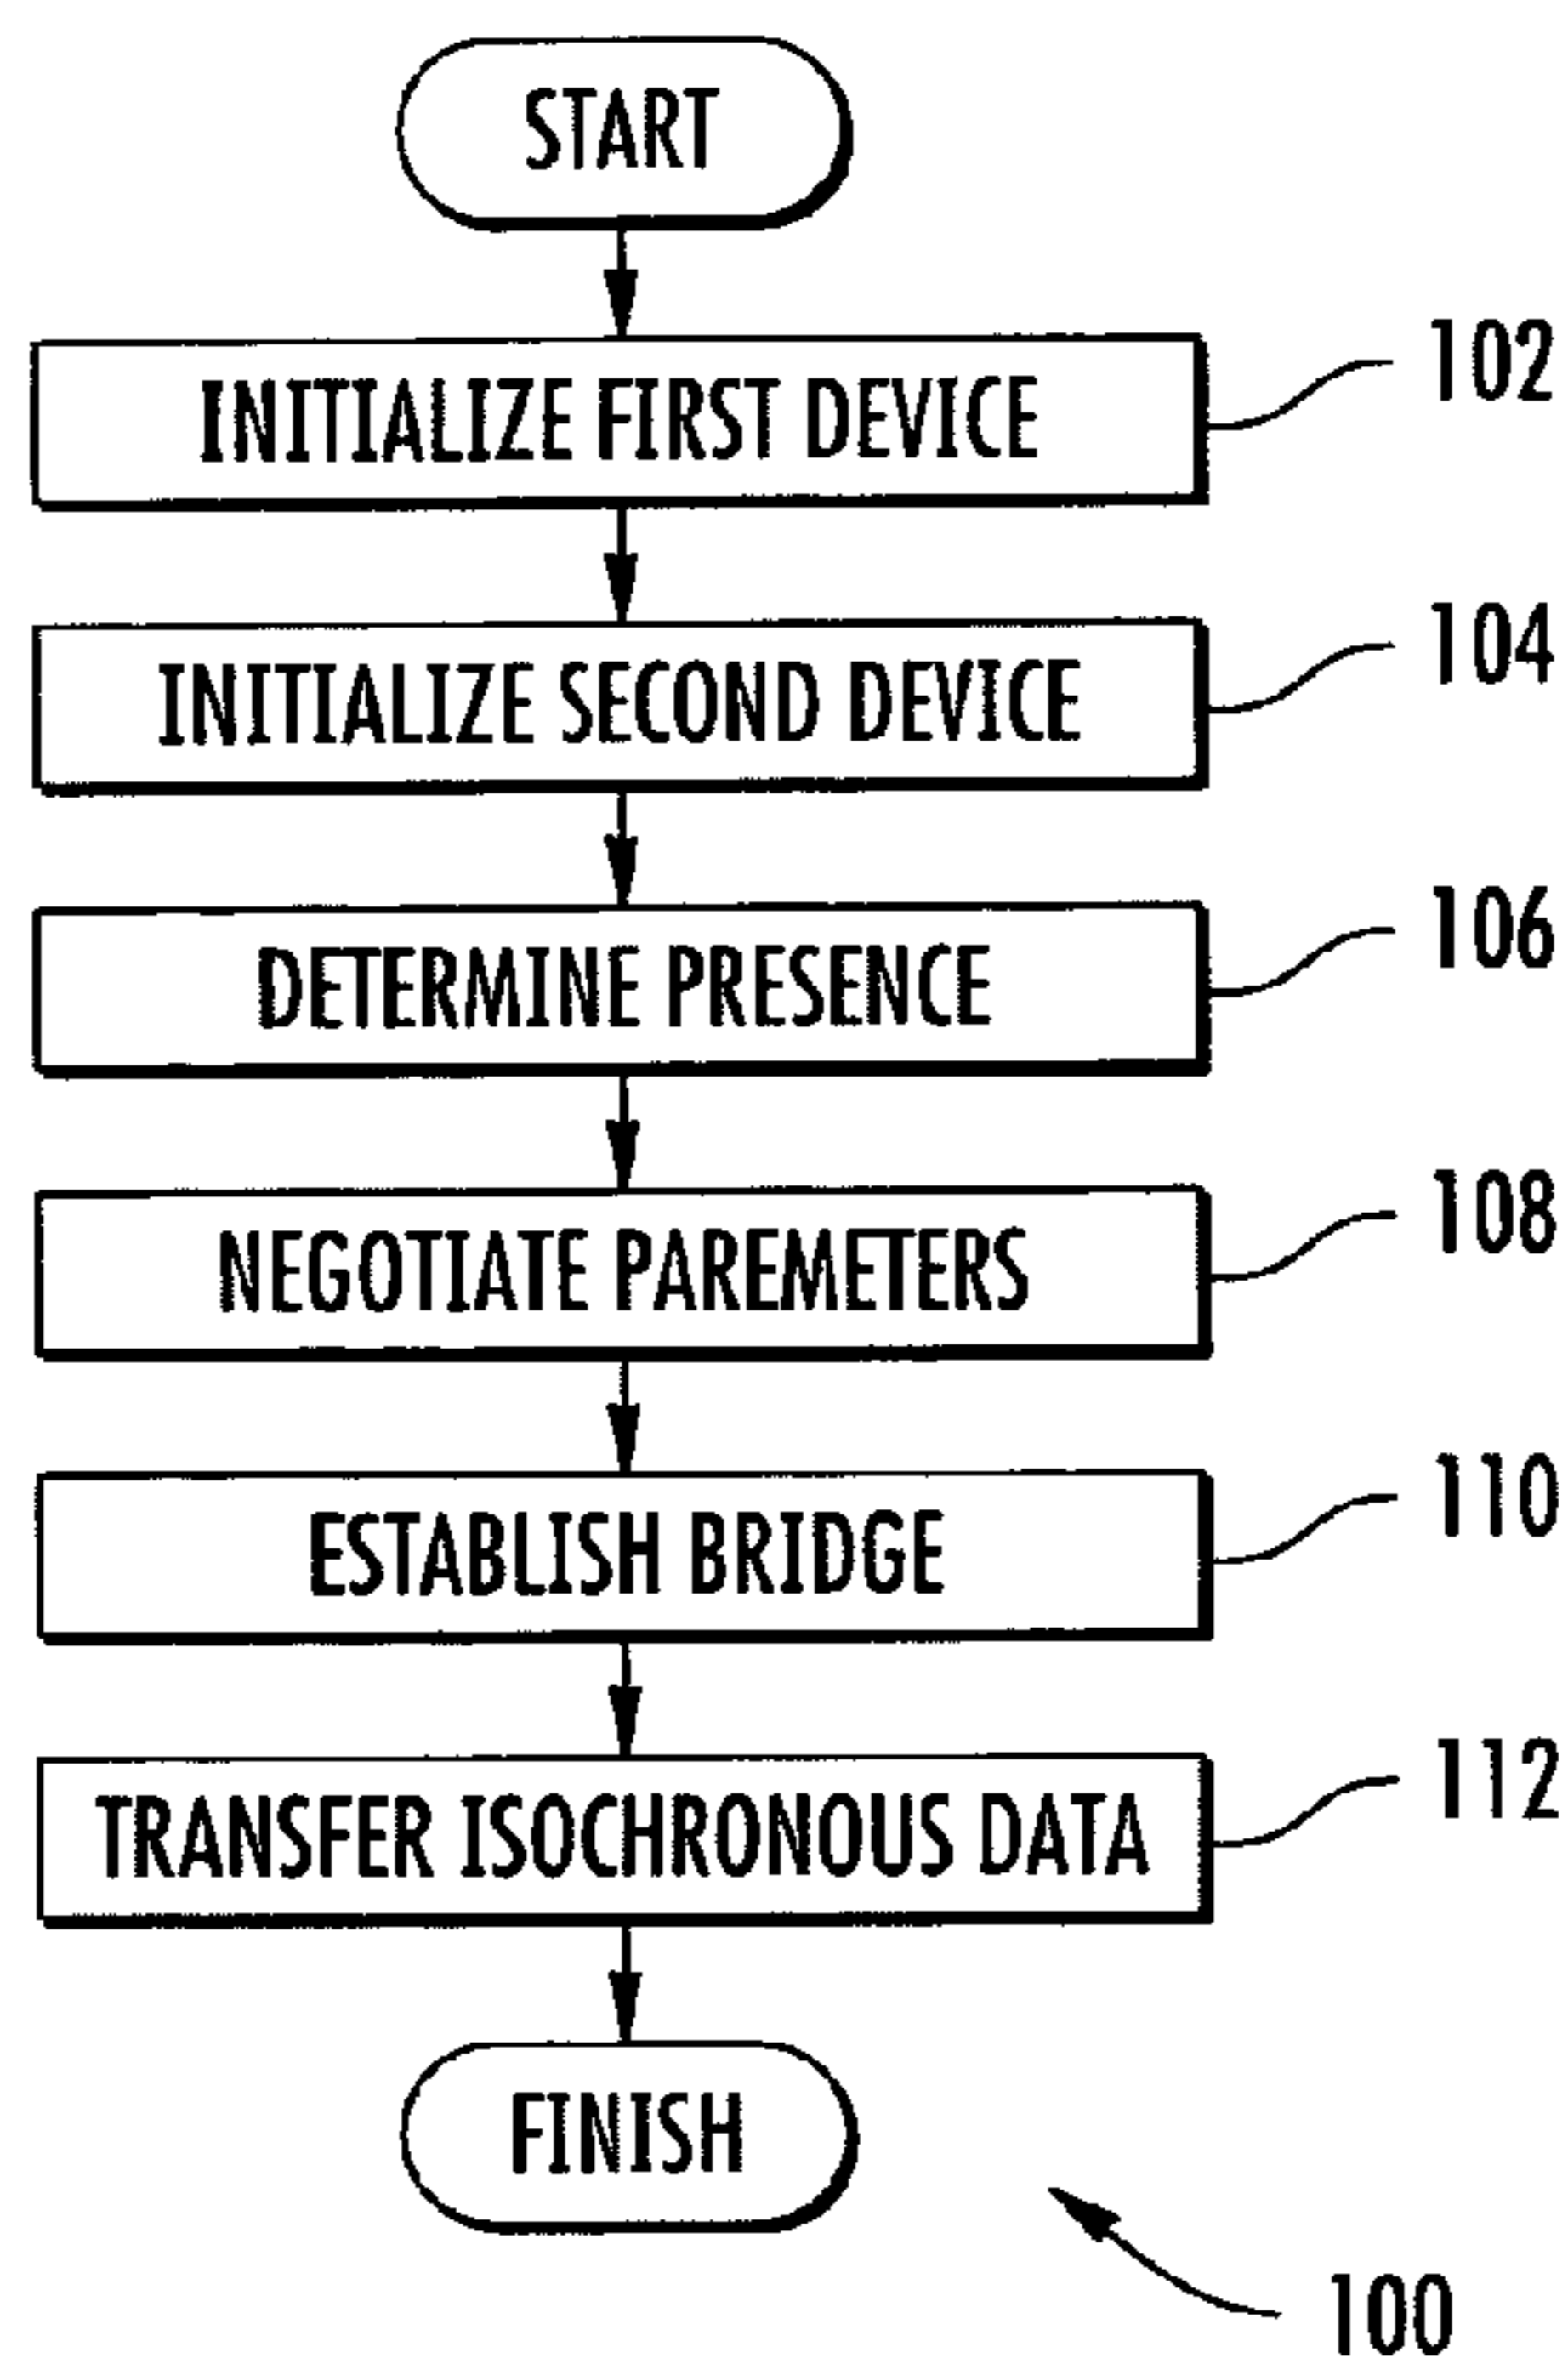 START
INITIALIZE FIRST DEVICE
102
INITIALIZE SECOND DEVICE
104
DETERMINE PRESENCE
106
NEGOTIATE PAREMETERS
108
ESTABLISH BRIDGE
110
TRANSFER ISOCHRONOUS DATA
112
FINISH
100